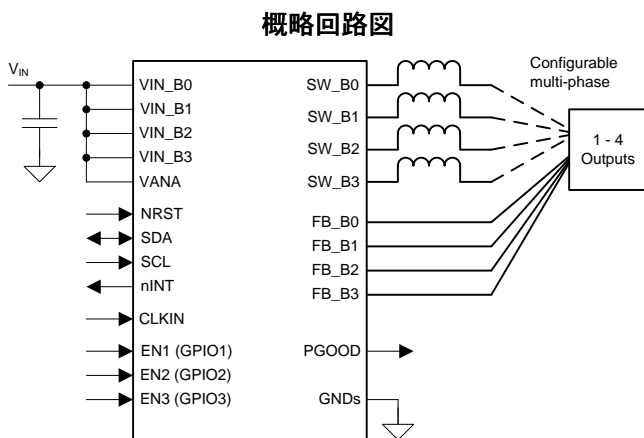 概略回路図
VIN
VIN_B0
VIN_B1
VIN_B2
VIN_B3
VANA
NRST
SDA
SCL
nINT
CLKIN
EN1 (GPIO1)
EN2 (GPIO2)
EN3 (GPIO3)
SW_B0
SW_B1
SW_B2
SW_B3
FB_B0
FB_B1
FB_B2
FB_B3
PGOOD
GNDs
Configurable
multi-phase
1 - 4
Outputs